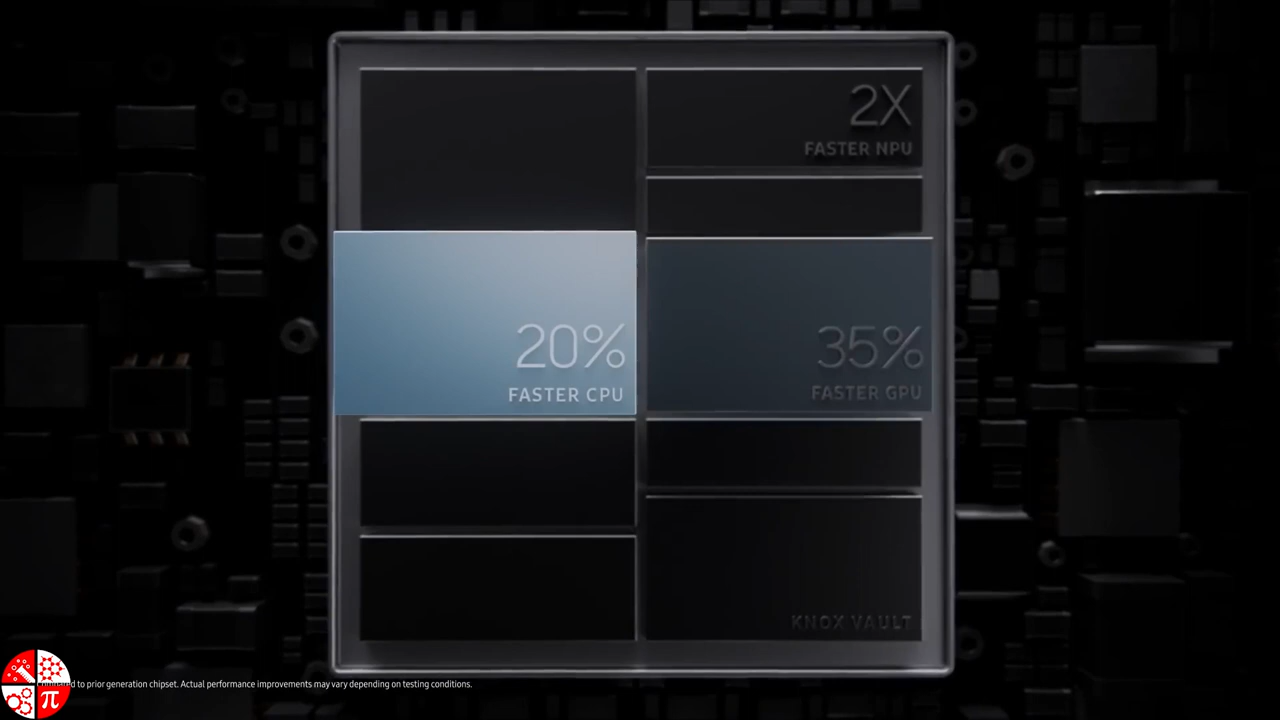 2X
FASTER NPU
20%
FASTER CPU
35%
FASTER GPU
KNOX VAULT
to prior generation chipset. Actual performance improvements may vary depending on testing conditions.
π